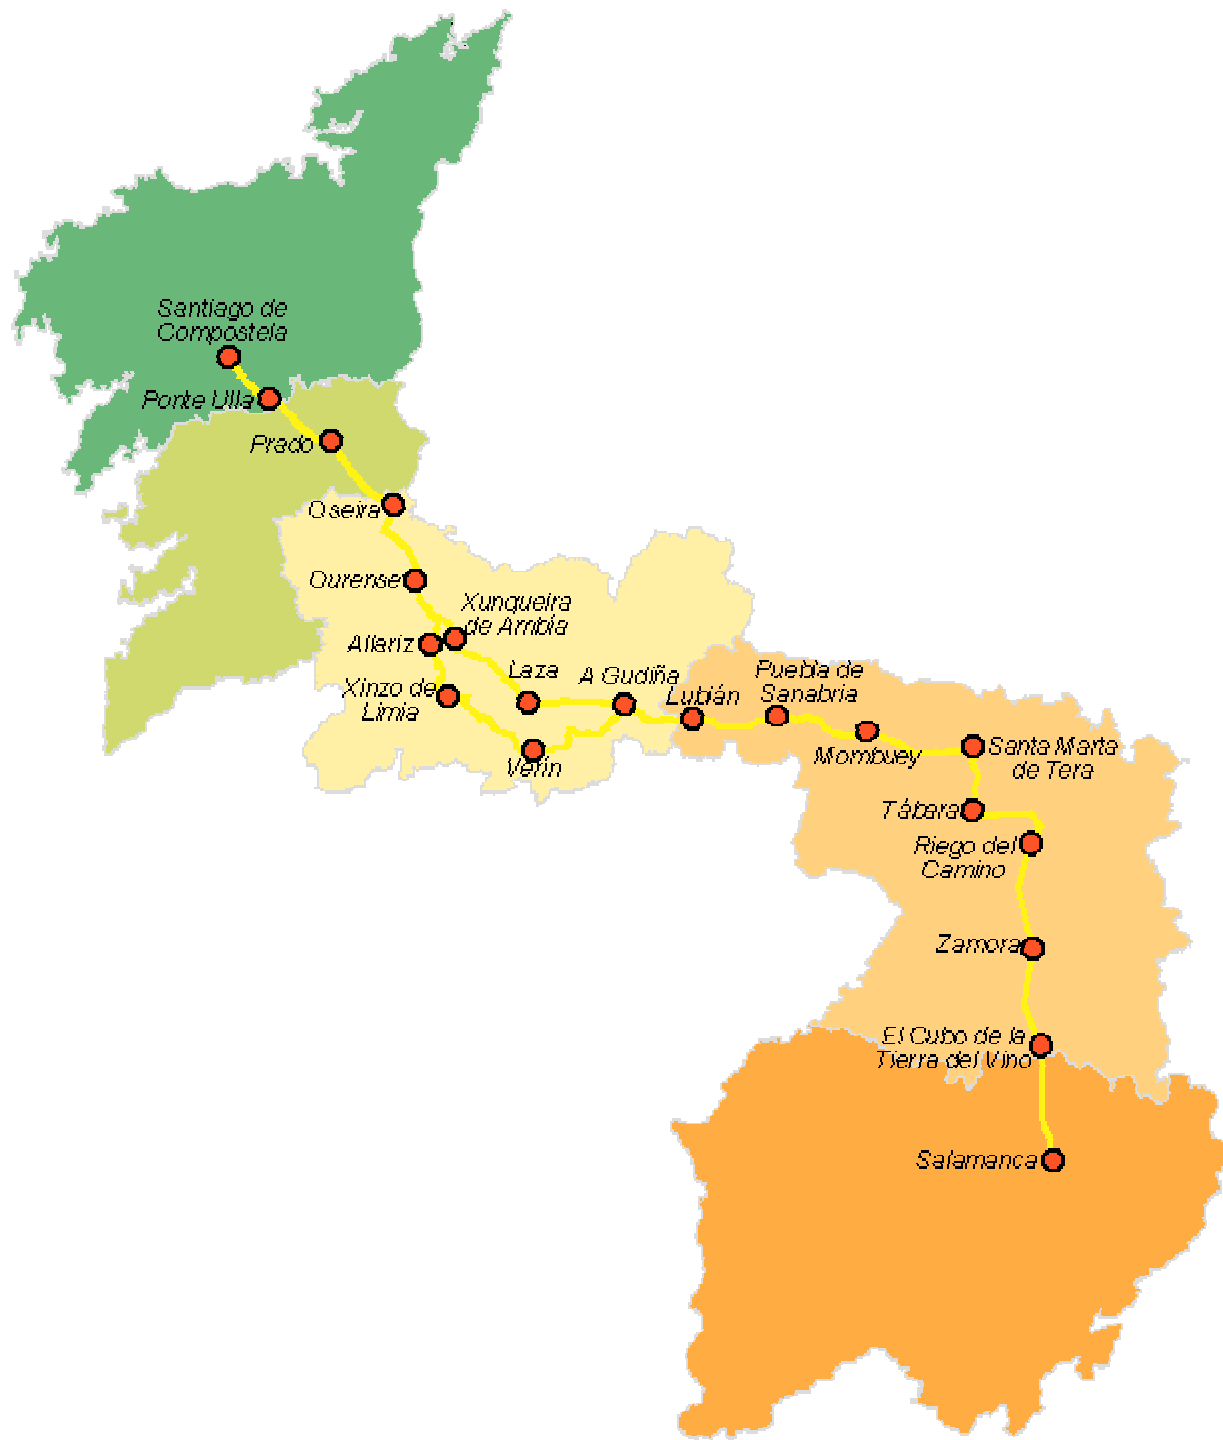 Santiago de
Compostela
Ponte Ulla
Prado
Oseira
Ourense
Xunqueira
de Ambía
Allariz
Laza
A Gudiña
Xinzo de
Limia
Verín
Lubián
Puebla de
Sanabria
Mombuey
Santa Marta
de Tera
Tábara
Riego del
Camino
Zamora
El Cubo de la
Tierra del Vino
Salamanca